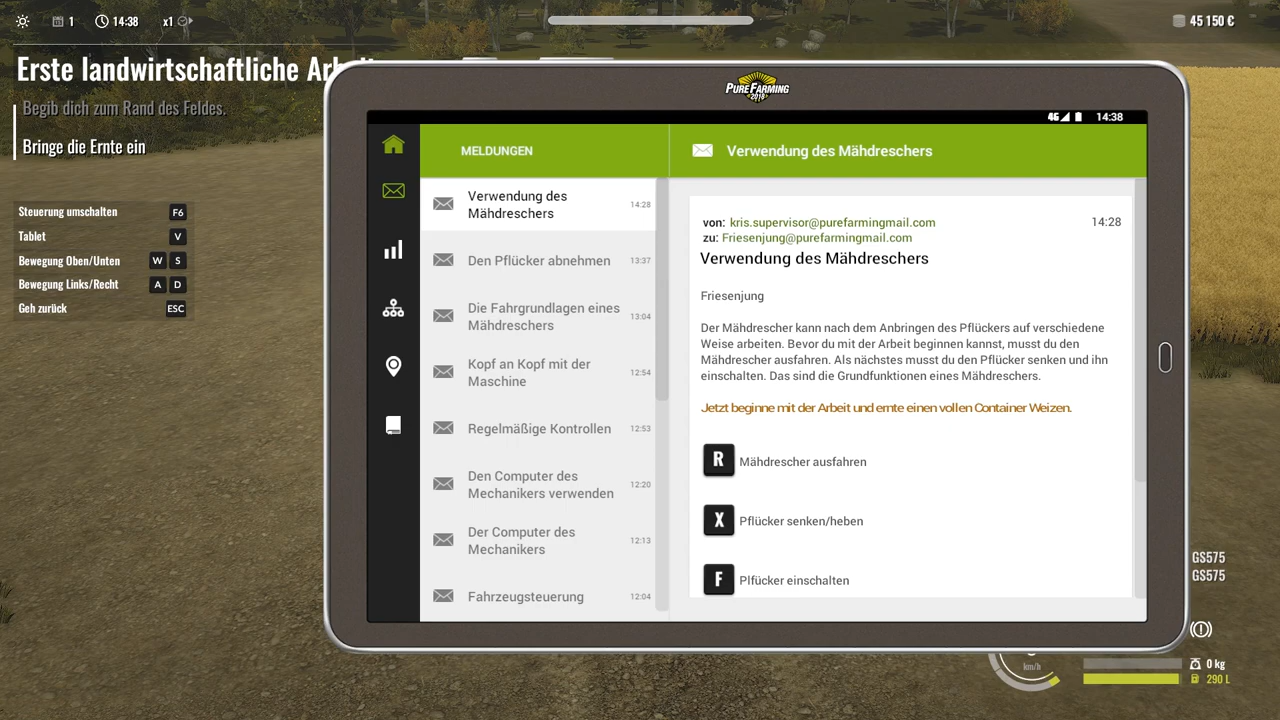 1
14:38
x1
45 150 €
Erste landwirtschaftliche
Begib dich zum Rand des Feldes.
Bringe die Ernte ein
Steuerung umschalten F6
Tablet V
Bewegung Oben/Unten W S
Bewegung Links/Recht A D
Geh zurück ESC
PURE FARMING
2018
4G 14:38
MELDUNGEN
Verwendung des
Mähdreschers
14:28
Den Pflücker abnehmen 13:37
Die Fahrgrundlagen eines
Mähdreschers
13:04
Kopf an Kopf mit der
Maschine
12:54
Regelmäßige Kontrollen 12:53
Den Computer des
Mechanikers verwenden
12:20
Der Computer des
Mechanikers
12:13
Fahrzeugsteuerung 12:04
Verwendung des Mähdreschers
von: kris.supervisor@purefarmingmail.com 14:28
zu: Friesenjung@purefarmingmail.com
Verwendung des Mähdreschers
Friesenjung
Der Mähdrescher kann nach dem Anbringen des Pflückers auf verschiedene
Weise arbeiten. Bevor du mit der Arbeit beginnen kannst, musst du den
Mähdrescher ausfahren. Als nächstes musst du den Pflücker senken und ihn
einschalten. Das sind die Grundfunktionen eines Mähdreschers.
Jetzt beginne mit der Arbeit und ernte einen vollen Container Weizen.
R Mähdrescher ausfahren
X Pflücker senken/heben
F Plfücker einschalten
GS575
GS575
km/h
0 kg
290 L